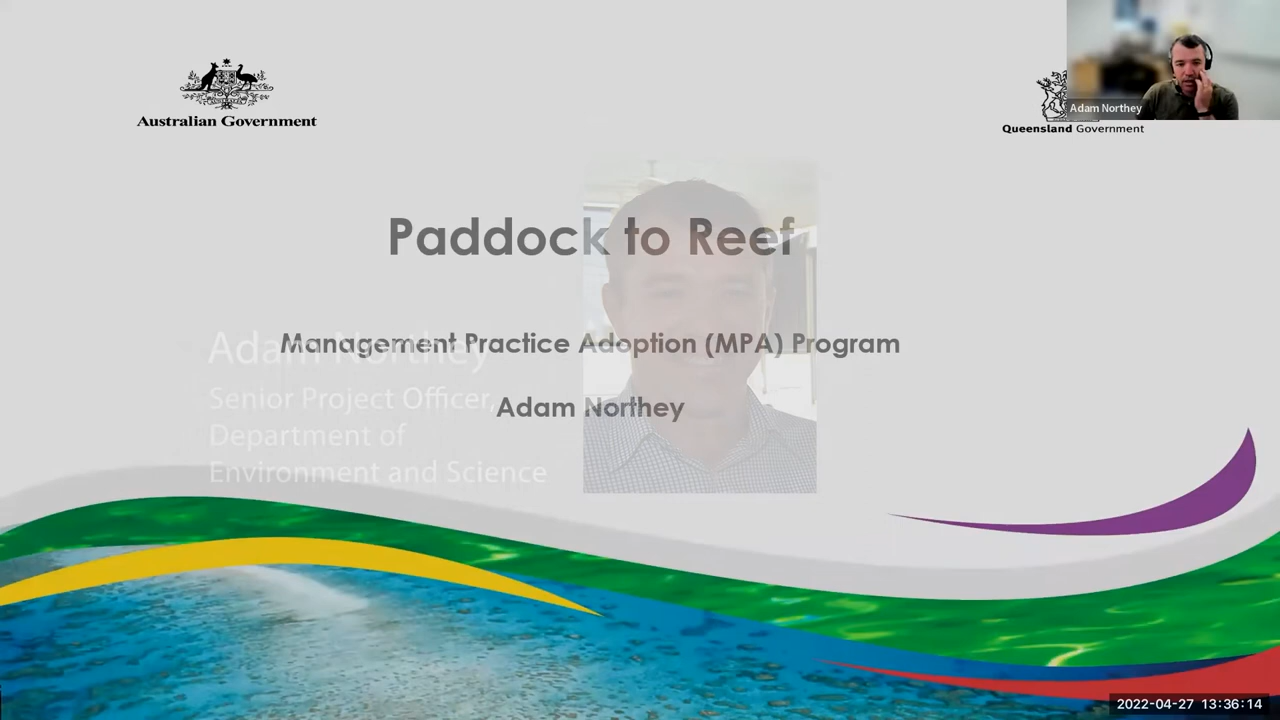 Australian Government
Adam Northey
Queensland Government
Paddock to Reef
Management Practice Adoption (MPA) Program
Adam Northey
Adam Northey
Senior Project Officer,
Department of
Environment and Science
2022-04-27 13:36:14